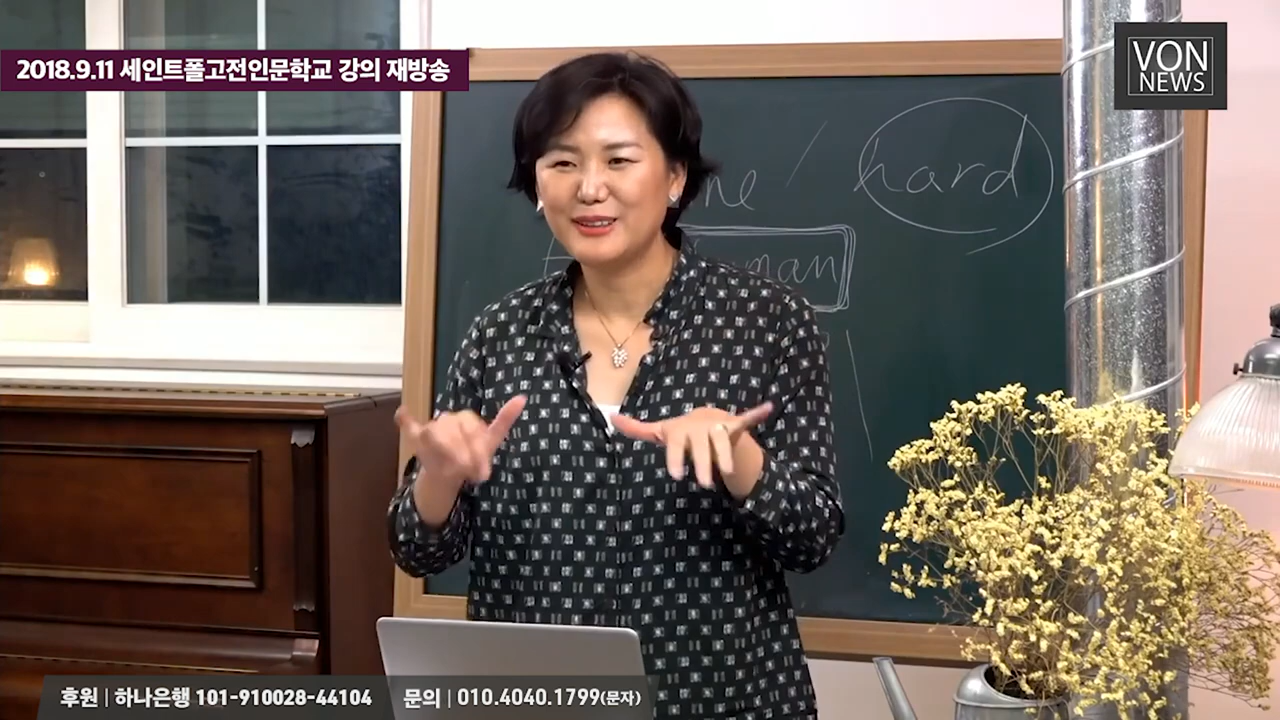 2018.9.11 세인트폴고전인문학교 강의 재방송
VON
NEWS
hard
후원 | 하나은행 101-910028-44104 문의 | 010.4040.1799(문자)